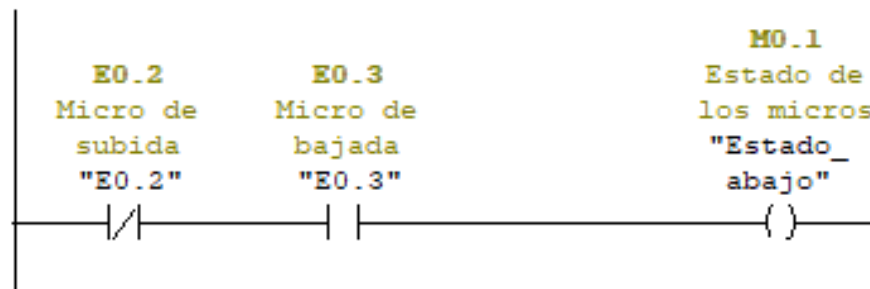 M0.1
E0.2 E0.3 Estado de
Micro de Micro de los micros
subida bajada "Estado_
"E0.2" "E0.3" abajo"